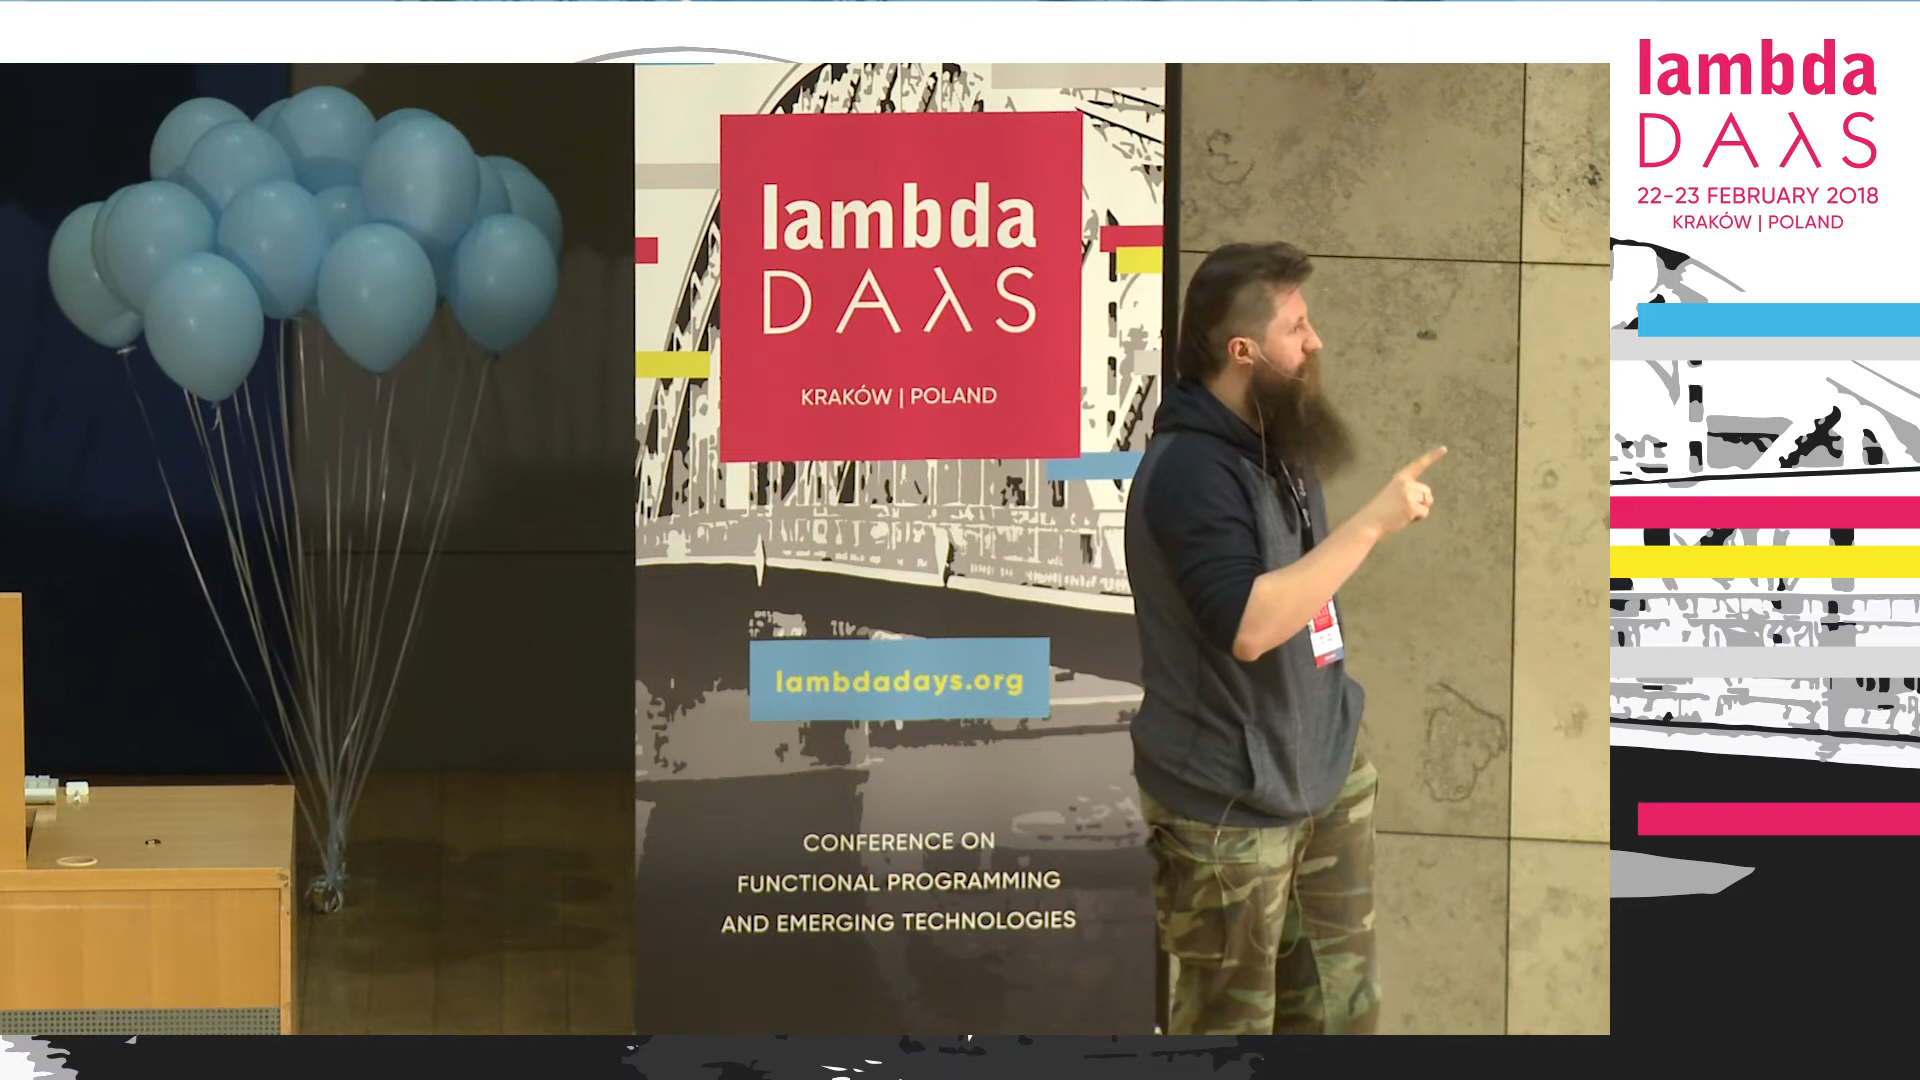 lambda
DAλS
KRAKÓW | POLAND
lambdadays.org
CONFERENCE ON
FUNCTIONAL PROGRAMMING
AND EMERGING TECHNOLOGIES
lambda
DAλS
22-23 FEBRUARY 2018
KRAKÓW | POLAND